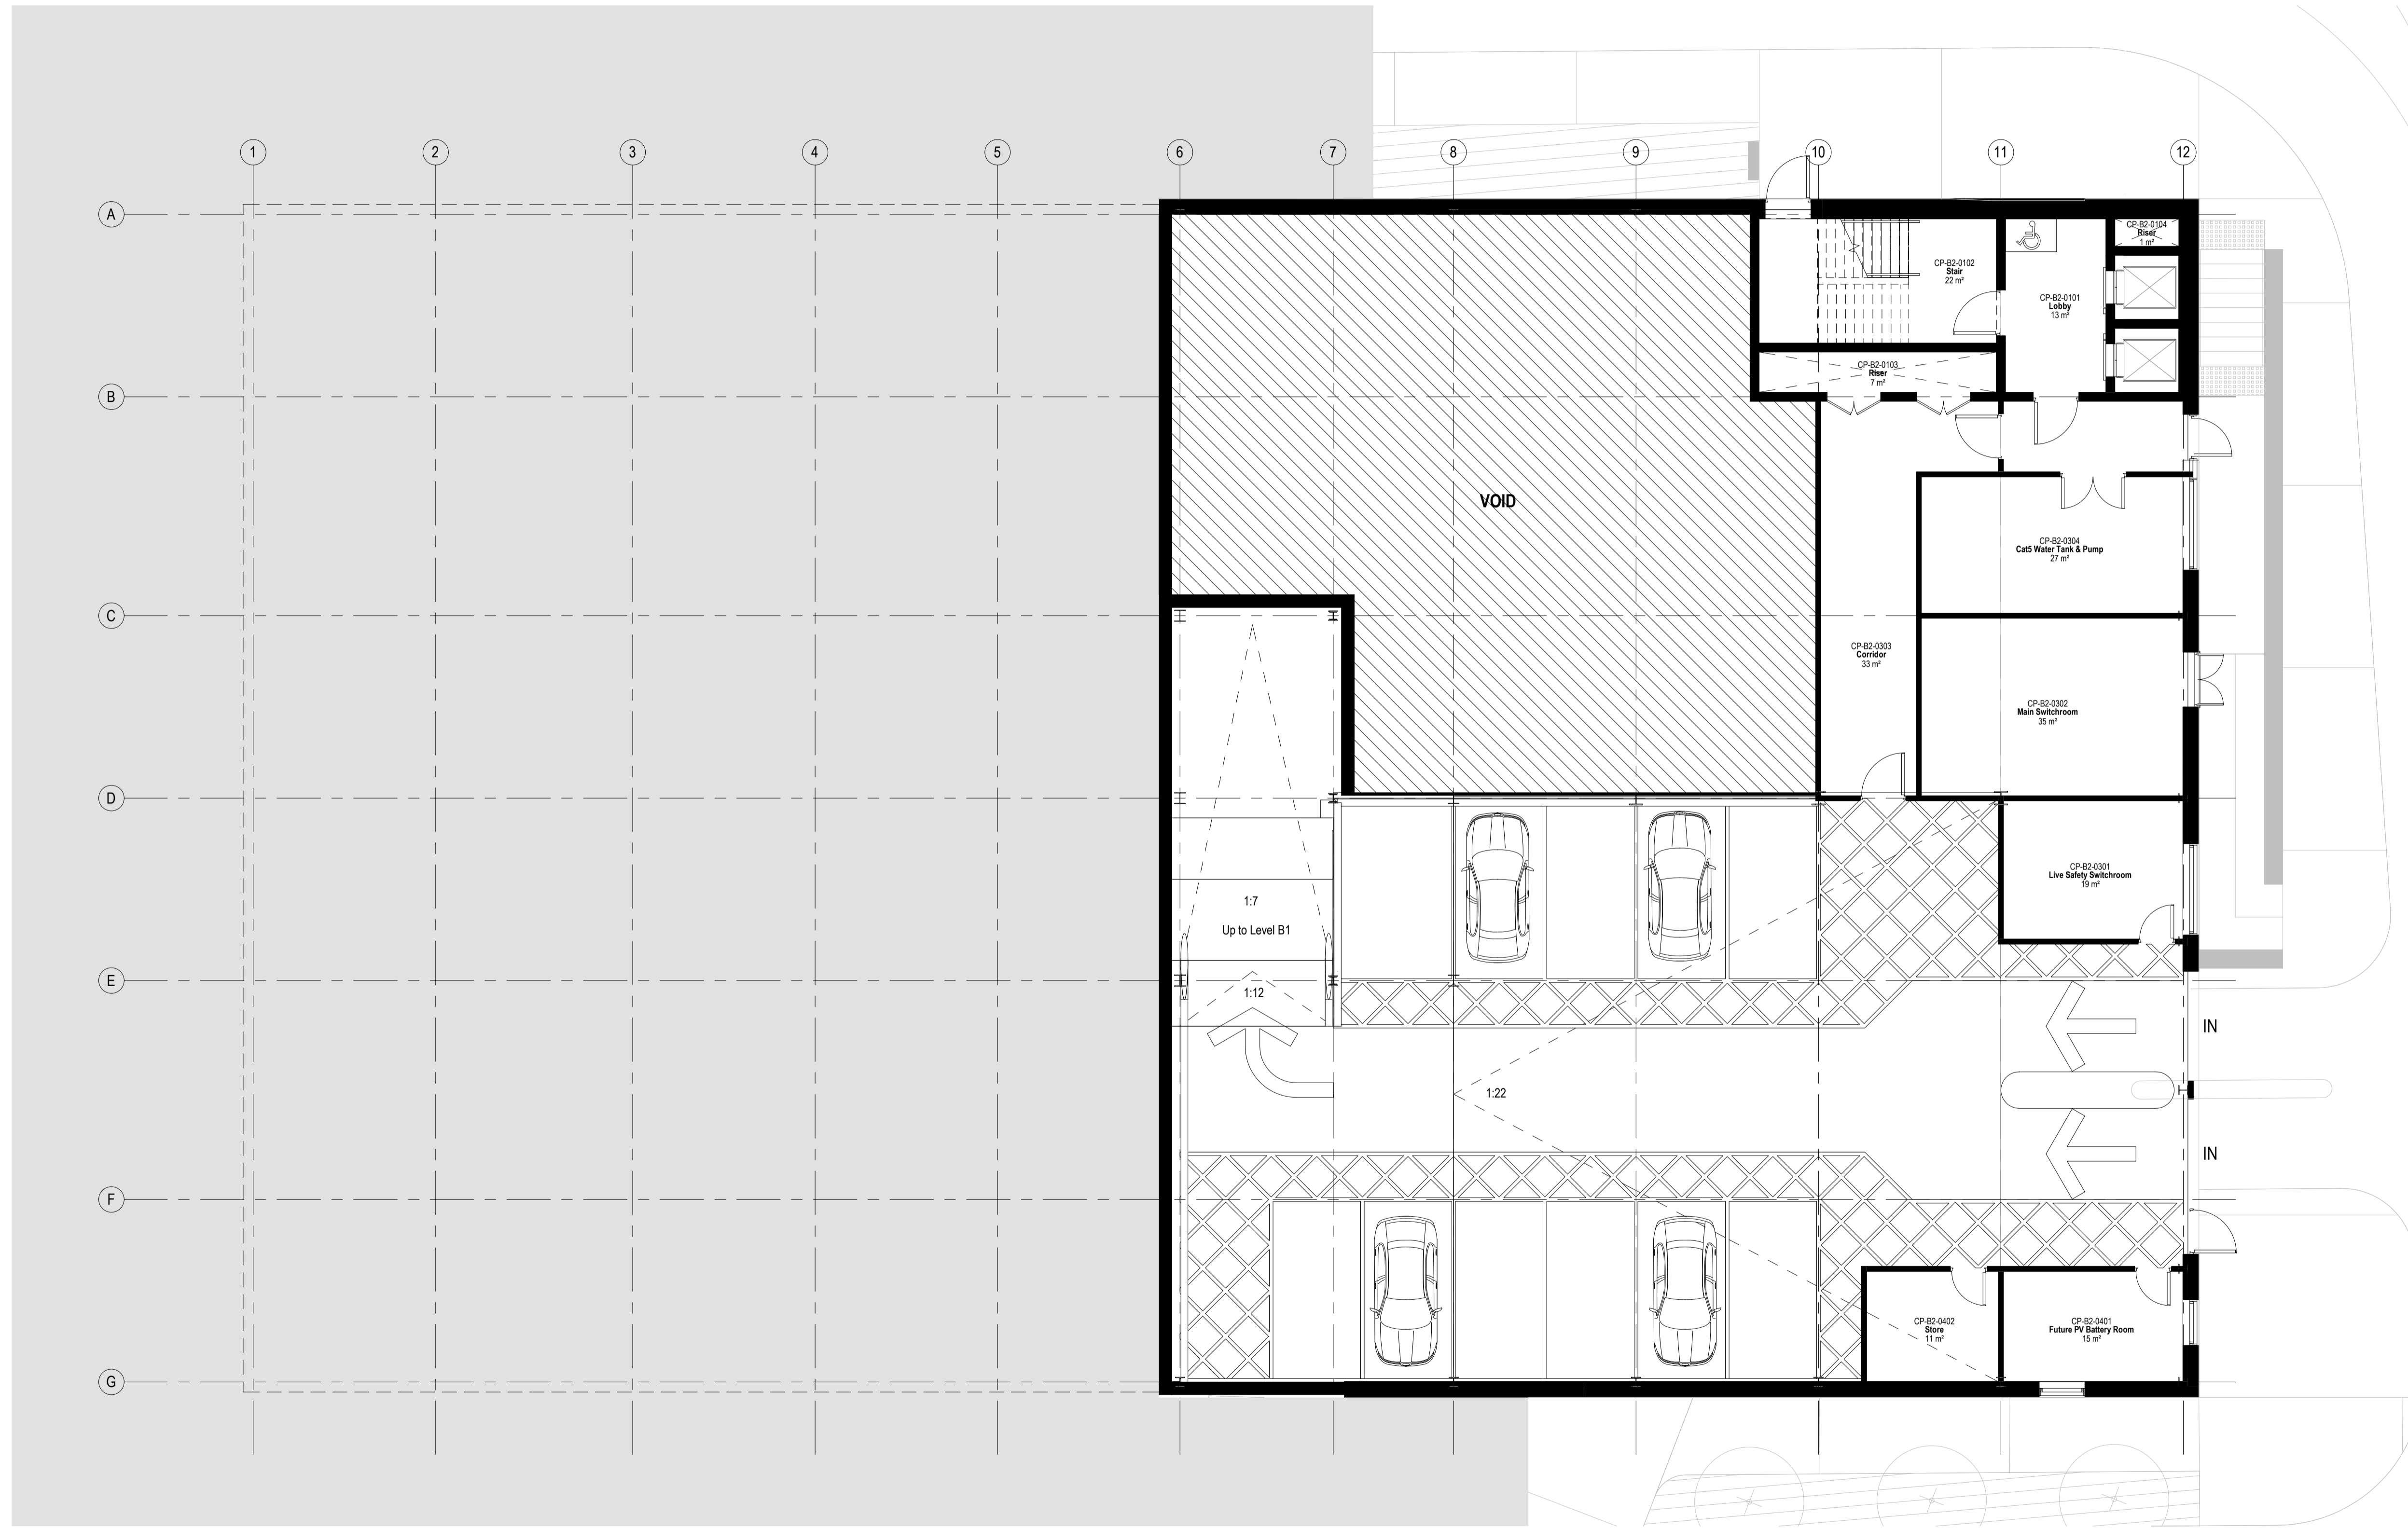 1
2
3
4
5
6
7
8
9
10
11
12
A
B
C
D
E
F
G
CP-B2-0104
Riser
1 m²
CP-B2-0102
Stair
22 m²
CP-B2-0101
Lobby
13 m²
CP-B2-0103
Riser
7 m²
VOID
CP-B2-0304
Cat5 Water Tank & Pump
27 m²
CP-B2-0303
Corridor
33 m²
CP-B2-0302
Main Switchroom
35 m²
CP-B2-0301
Live Safety Switchroom
19 m²
1:7
Up to Level B1
1:12
IN
1:22
IN
CP-B2-0402
Store
11 m²
CP-B2-0401
Future PV Battery Room
15 m²